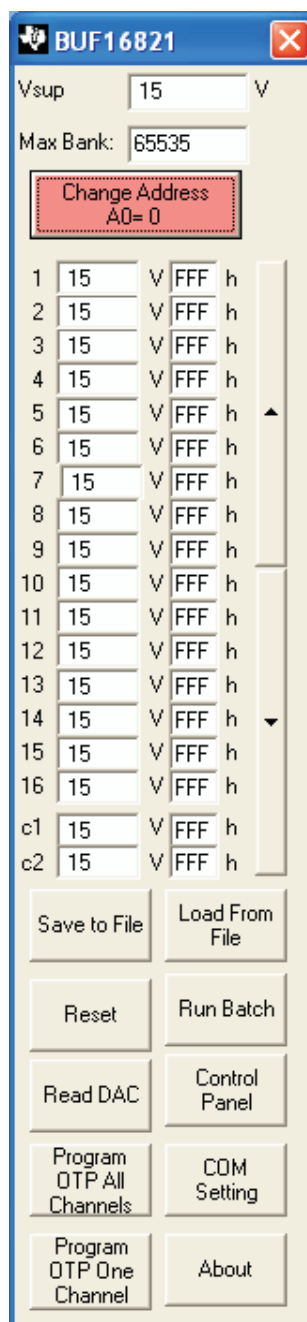 BUF16821
Vsup 15 V
Max Bank: 65535
Change Address
A0= 0
1 15 V FFF h
2 15 V FFF h
3 15 V FFF h
4 15 V FFF h
5 15 V FFF h
6 15 V FFF h
7 15 V FFF h
8 15 V FFF h
9 15 V FFF h
10 15 V FFF h
11 15 V FFF h
12 15 V FFF h
13 15 V FFF h
14 15 V FFF h
15 15 V FFF h
16 15 V FFF h
c1 15 V FFF h
c2 15 V FFF h
Save to File
Load From
File
Reset
Run Batch
Read DAC
Control
Panel
Program
OTP All
Channels
COM
Setting
Program
OTP One
Channel
About